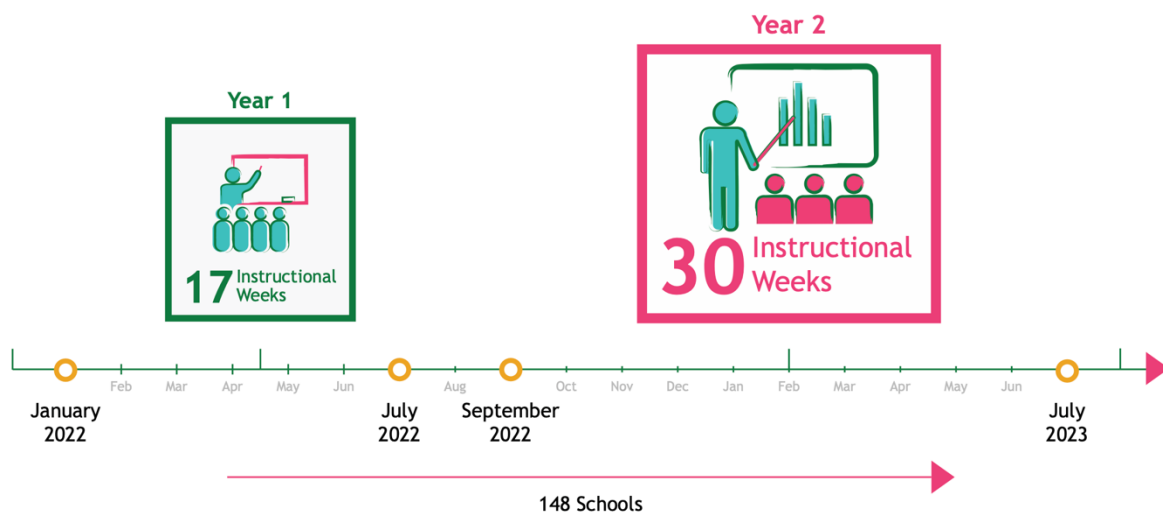 Year 1
17 Instructional
Weeks
Year 2
30 Instructional
Weeks
Feb Mar Apr May Jun Aug Oct Nov Dec Jan Feb Mar Apr Jun
January
2022
July
2022
September
2022
July
2023
148 Schools